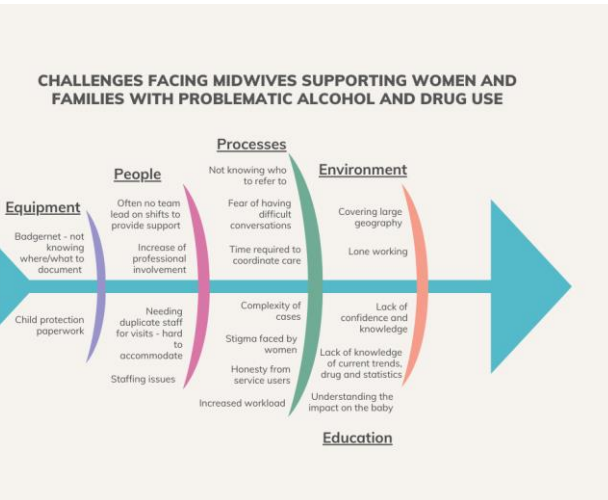 CHALLENGES FACING MIDWIVES SUPPORTING WOMEN AND
FAMILIES WITH PROBLEMATIC ALCOHOL AND DRUG USE
Equipment
Badgernet - not
knowing
where/what to
document
Child protection
paperwork
People
Often no team
lead on shifts to
provide support
Increase of
professional
involvement
Needing
duplicate staff
for visits - hard
to
accommodate
Staffing issues
Processes
Not knowing who
to refer to
Fear of having
difficult
conversations
Time required to
coordinate care
Complexity of
cases
Stigma faced by
women
Honesty from
service users
Increased workload
Environment
Covering large
geography
Lone working
Lack of
confidence and
knowledge
Lack of knowledge
of current trends,
drug and statistics
Understanding the
impact on the baby
Education